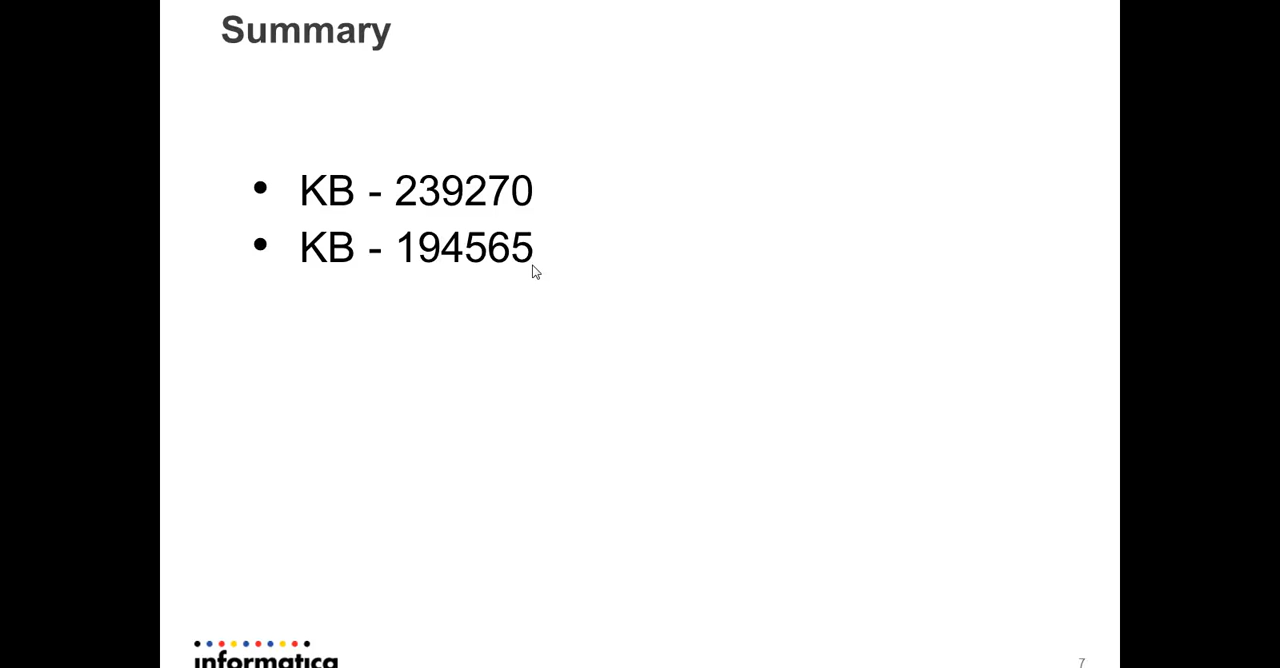 Summary
• KB - 239270
• KB - 194565
informatica
7